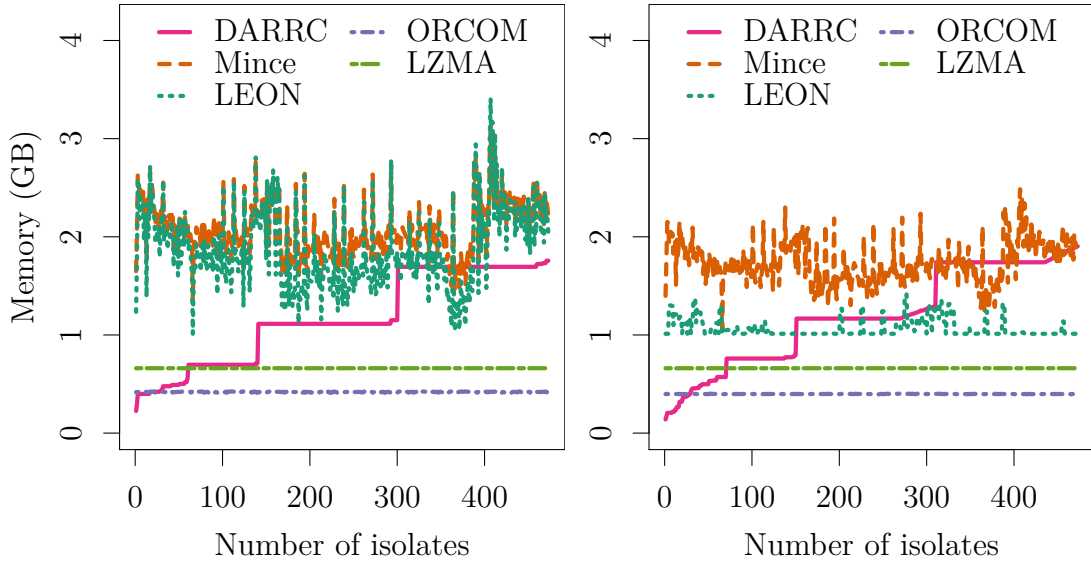 Memory (GB)
4
3
2
1
0
DARRC
Mince
LEON
ORCOM
LZMA
0 100 200 300 400
Number of isolates
4
3
2
1
0
DARRC
Mince
LEON
ORCOM
LZMA
0 100 200 300 400
Number of isolates